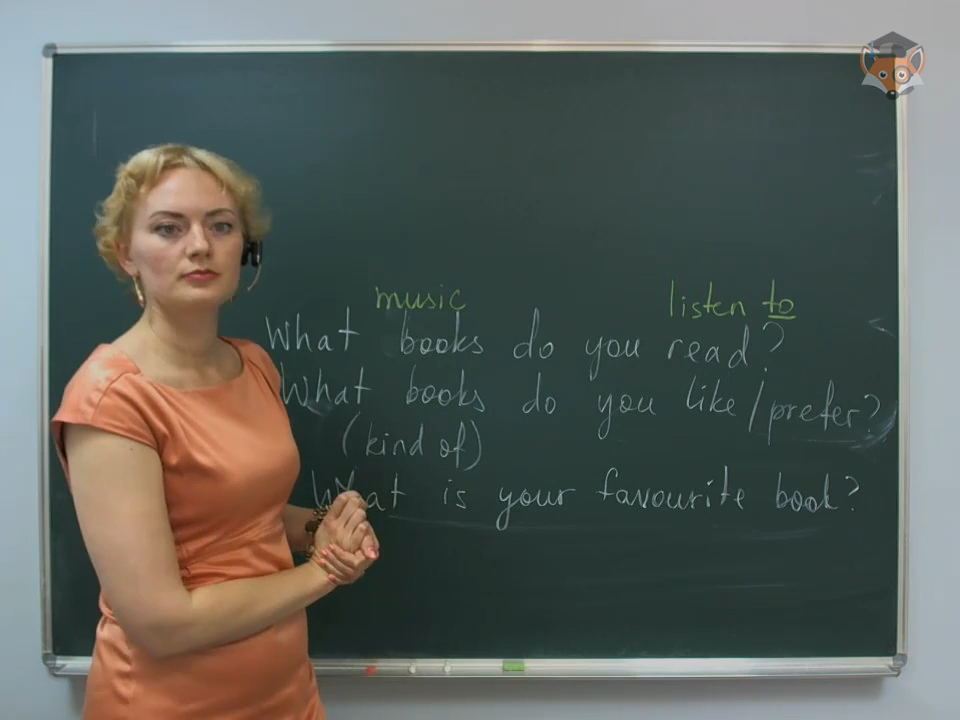 music listen to
What books do you read?
What books do you like/prefer?
(kind of)
What is your favourite book?